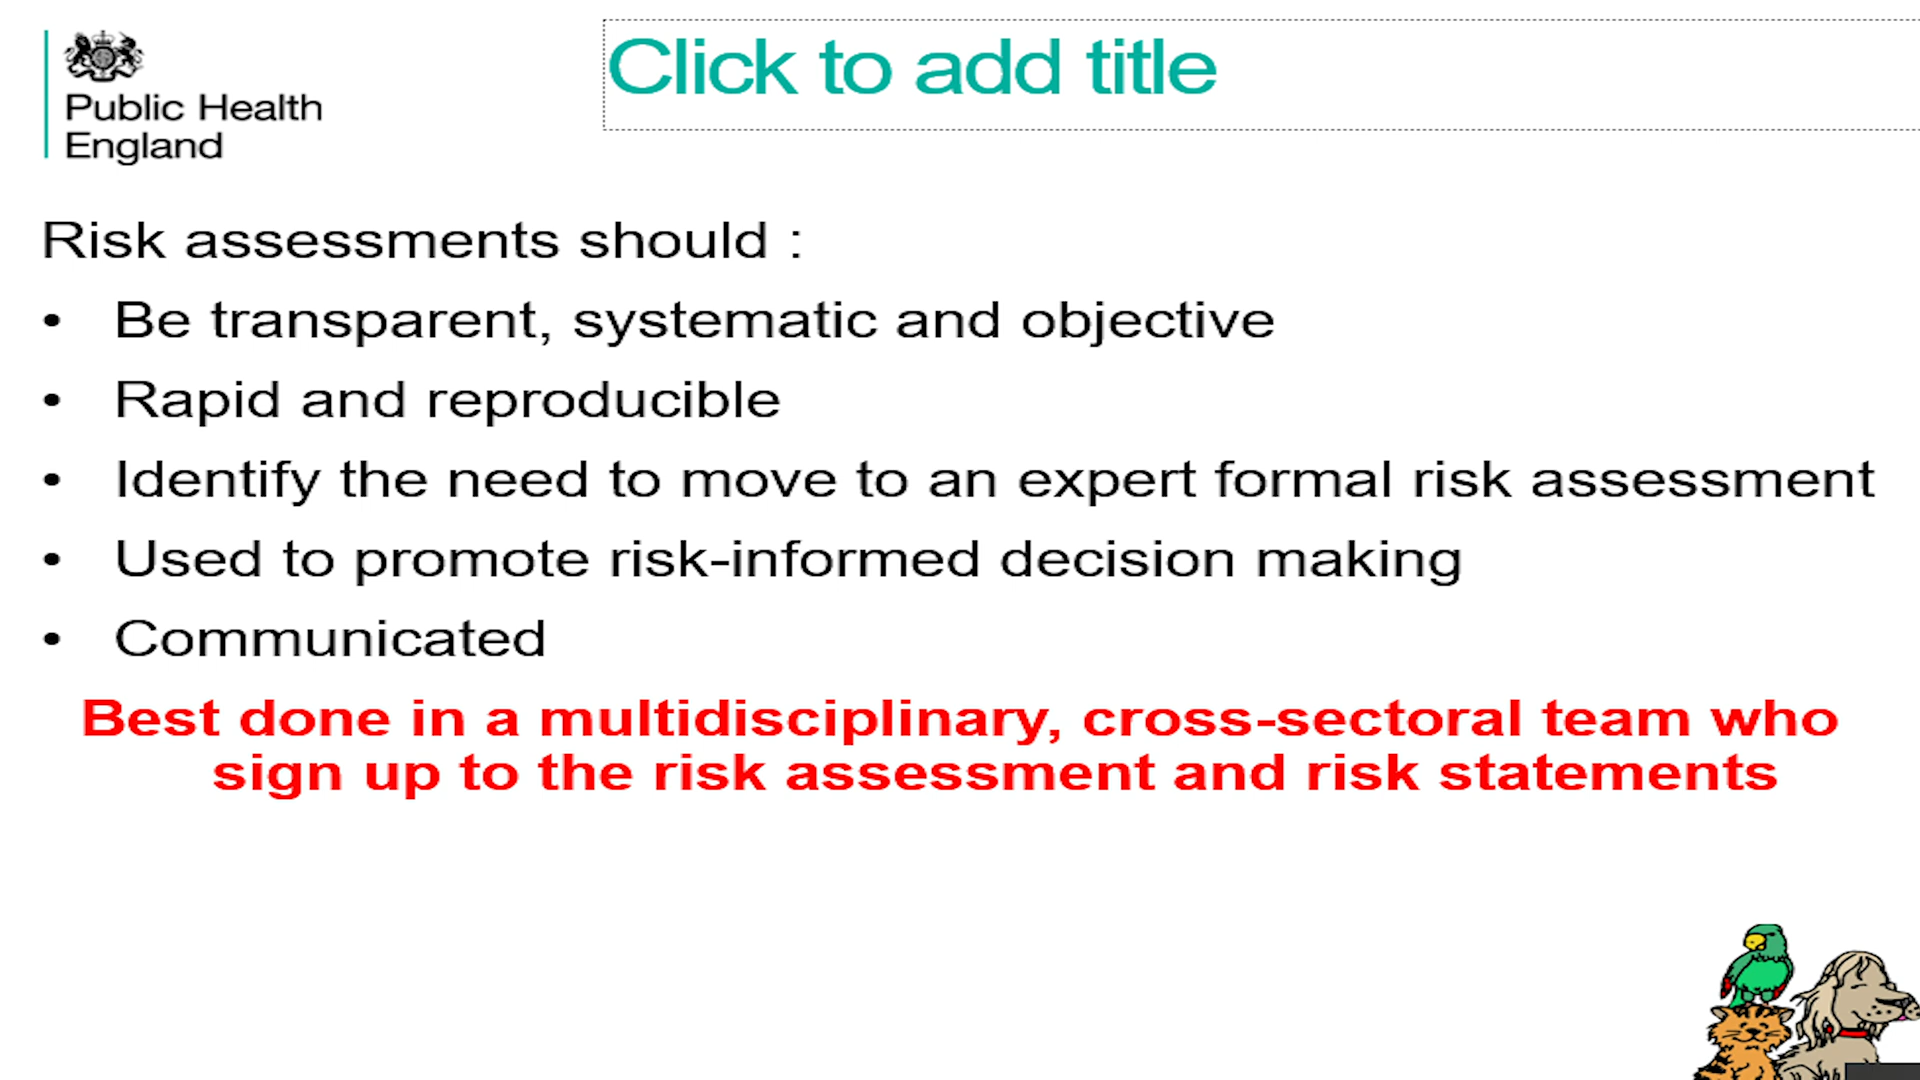 Public Health
England
Click to add title
Risk assessments should :
• Be transparent, systematic and objective
• Rapid and reproducible
• Identify the need to move to an expert formal risk assessment
• Used to promote risk-informed decision making
• Communicated
Best done in a multidisciplinary, cross-sectoral team who
sign up to the risk assessment and risk statements